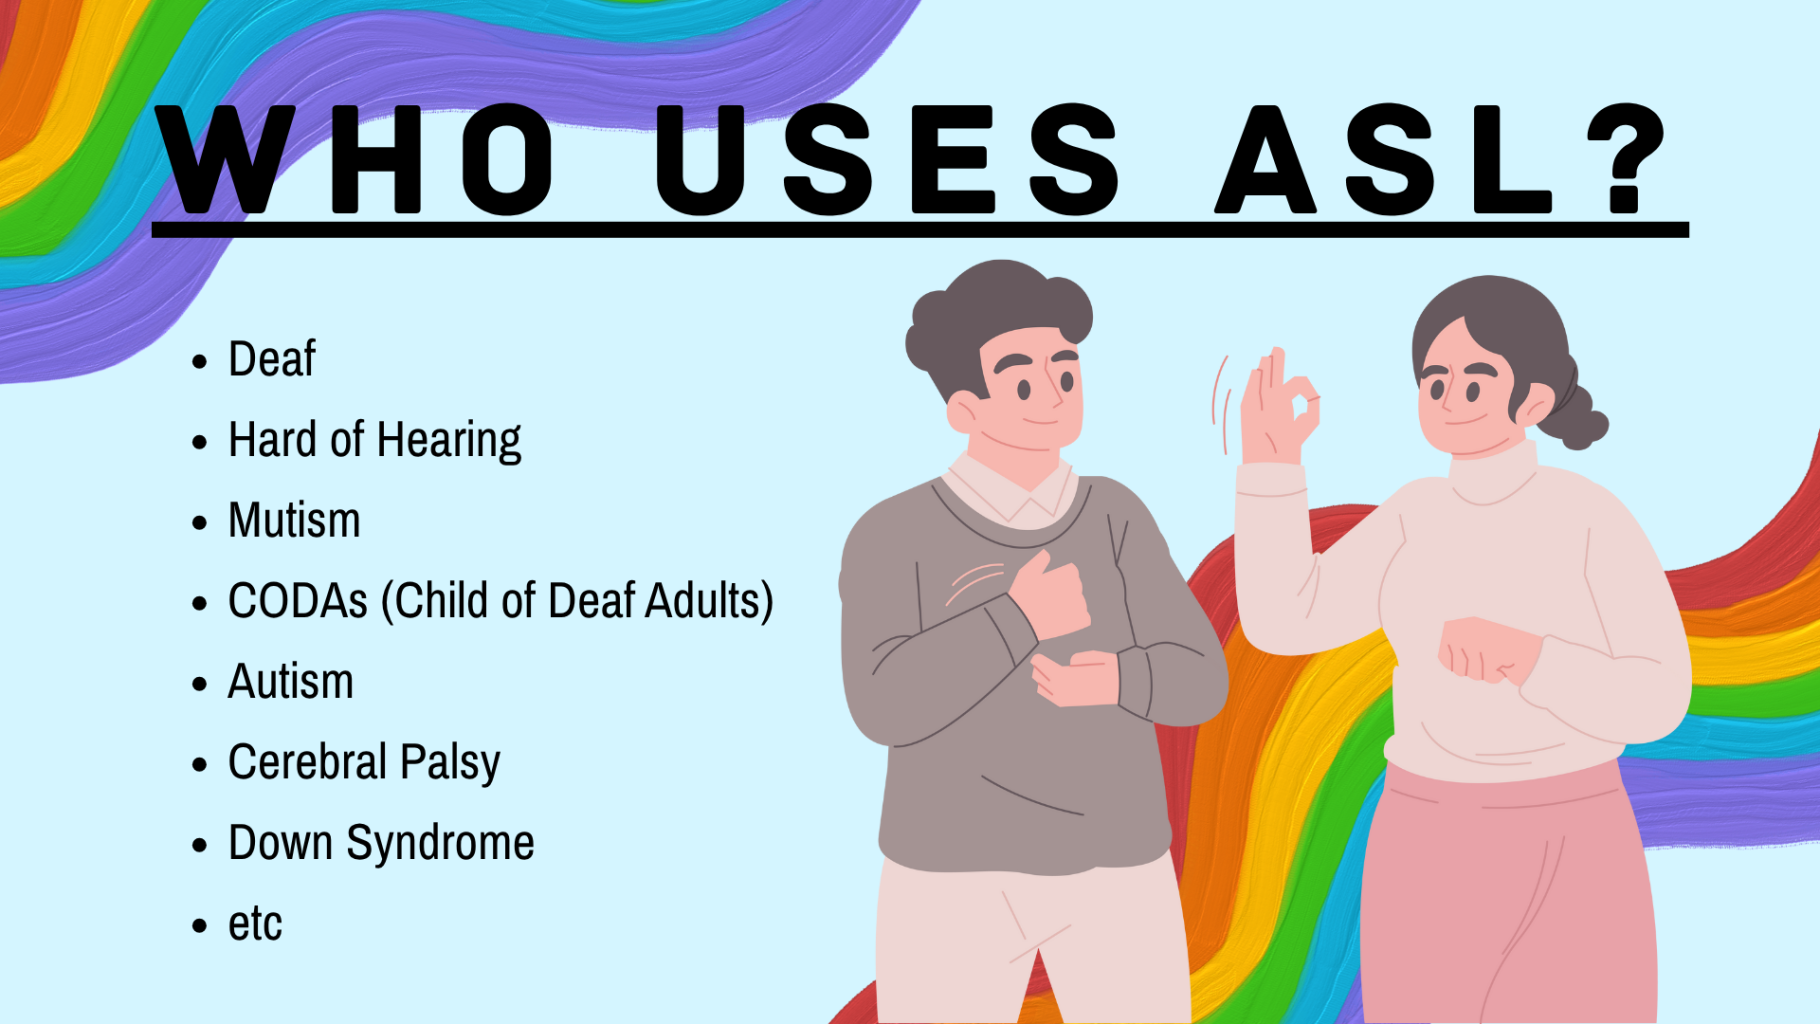 WHO USES ASL?
• Deaf
• Hard of Hearing
• Mutism
• CODAs (Child of Deaf Adults)
• Autism
• Cerebral Palsy
• Down Syndrome
• etc